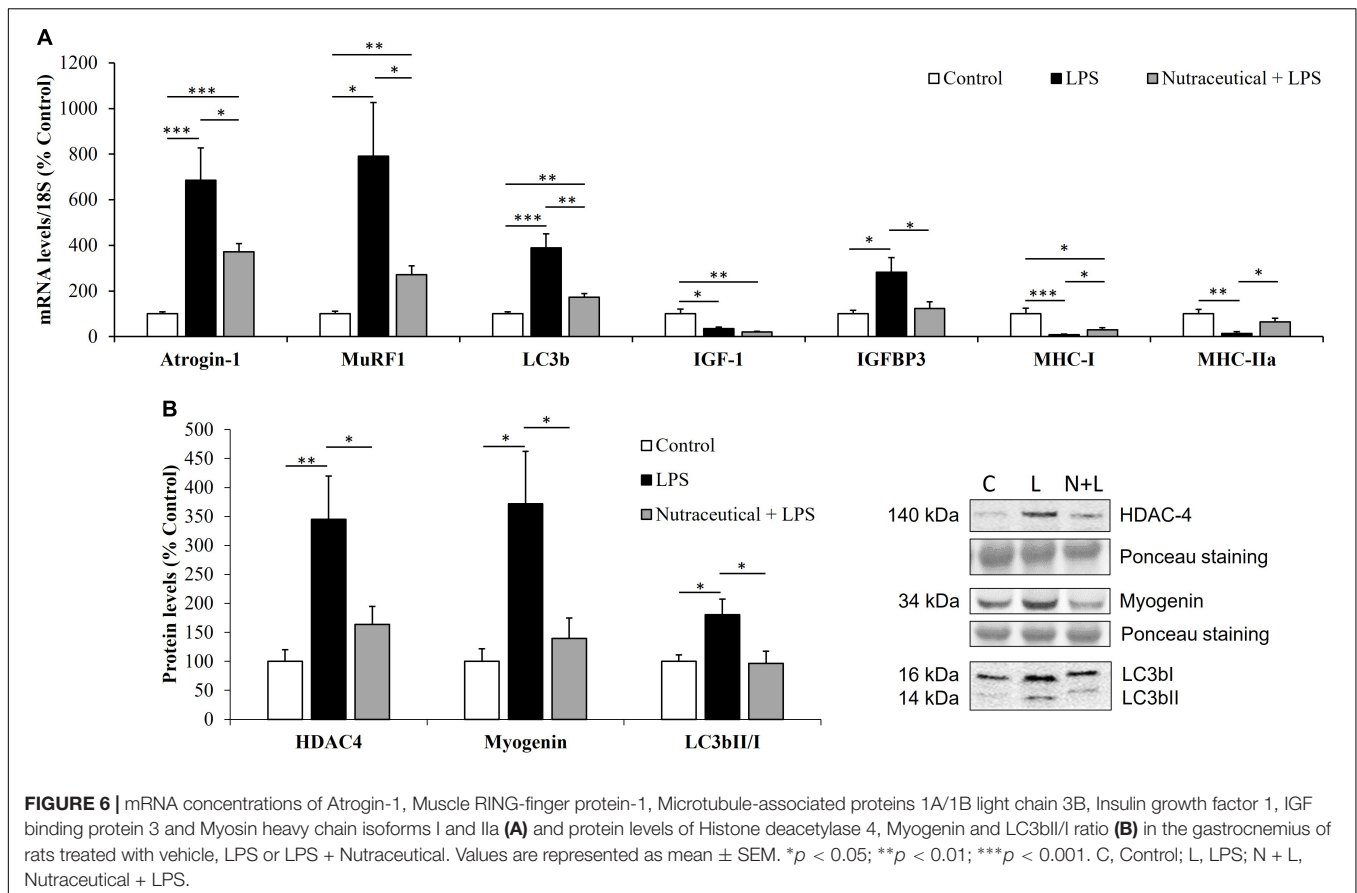 A
1200
1000
800
600
400
200
0
mRNA levels/18S (% Control)
Control LPS Nutraceutical + LPS
*** *** *
** * *
** *** **
** *
* *
* *** *
** *
Atrogin-1 MuRF1 LC3b IGF-1 IGFBP3 MHC-I MHC-IIa
B
500
450
400
350
300
250
200
150
100
50
0
Protein levels (% Control)
Control
LPS
Nutraceutical + LPS
** *
* *
* *
HDAC4 Myogenin LC3bII/I
C L N+L
140 kDa HDAC-4
Ponceau staining
34 kDa Myogenin
Ponceau staining
16 kDa LC3bI
14 kDa LC3bII
FIGURE 6 | mRNA concentrations of Atrogin-1, Muscle RING-finger protein-1, Microtubule-associated proteins 1A/1B light chain 3B, Insulin growth factor 1, IGF
binding protein 3 and Myosin heavy chain isoforms I and IIa (A) and protein levels of Histone deacetylase 4, Myogenin and LC3bII/I ratio (B) in the gastrocnemius of
rats treated with vehicle, LPS or LPS + Nutraceutical. Values are represented as mean ± SEM. *p < 0.05; **p < 0.01; ***p < 0.001. C, Control; L, LPS; N + L,
Nutraceutical + LPS.